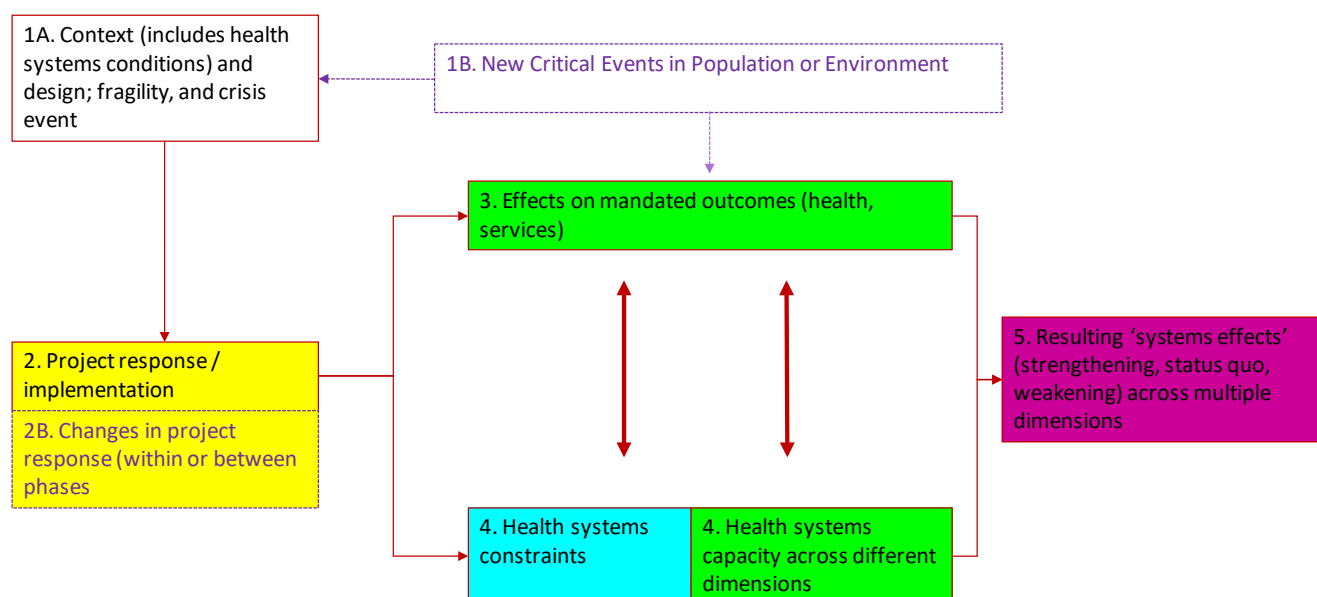 1A. Context (includes health
systems conditions) and
design; fragility, and crisis
event
1B. New Critical Events in Population or Environment
3. Effects on mandated outcomes (health,
services)
2. Project response /
implementation
2B. Changes in project
response (within or between
phases
5. Resulting ‘systems effects’
(strengthening, status quo,
weakening) across multiple
dimensions
4. Health systems
constraints
4. Health systems
capacity across different
dimensions